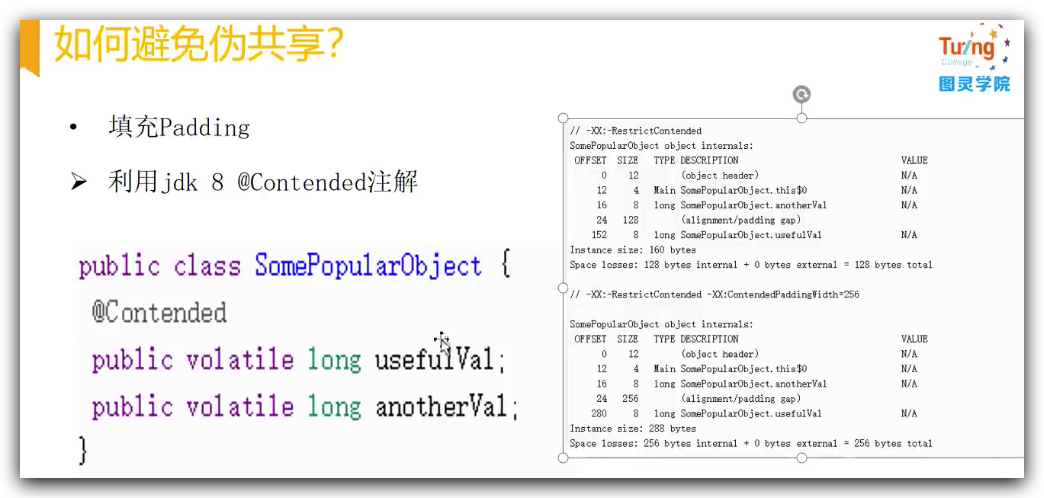 如何避免伪共享?
Turing
College
图灵学院
• 填充Padding
➢ 利用jdk 8 @Contended注解
public class SomePopularObject {
@Contended
public volatile long usefulVal;
public volatile long anotherVal;
}
// -XX:-RestrictContended
SomePopularObject object internals:
OFFSET SIZE TYPE DESCRIPTION VALUE
0 12 (object header) N/A
12 4 Main SomePopularObject.this$0 N/A
16 8 long SomePopularObject.anotherVal N/A
24 128 (alignment/padding gap)
152 8 long SomePopularObject.usefulVal N/A
Instance size: 160 bytes
Space losses: 128 bytes internal + 0 bytes external = 128 bytes total
// -XX:-RestrictContended -XX:ContendedPaddingWidth=256
SomePopularObject object internals:
OFFSET SIZE TYPE DESCRIPTION VALUE
0 12 (object header) N/A
12 4 Main SomePopularObject.this$0 N/A
16 8 long SomePopularObject.anotherVal N/A
24 256 (alignment/padding gap)
280 8 long SomePopularObject.usefulVal N/A
Instance size: 288 bytes
Space losses: 256 bytes internal + 0 bytes external = 256 bytes total